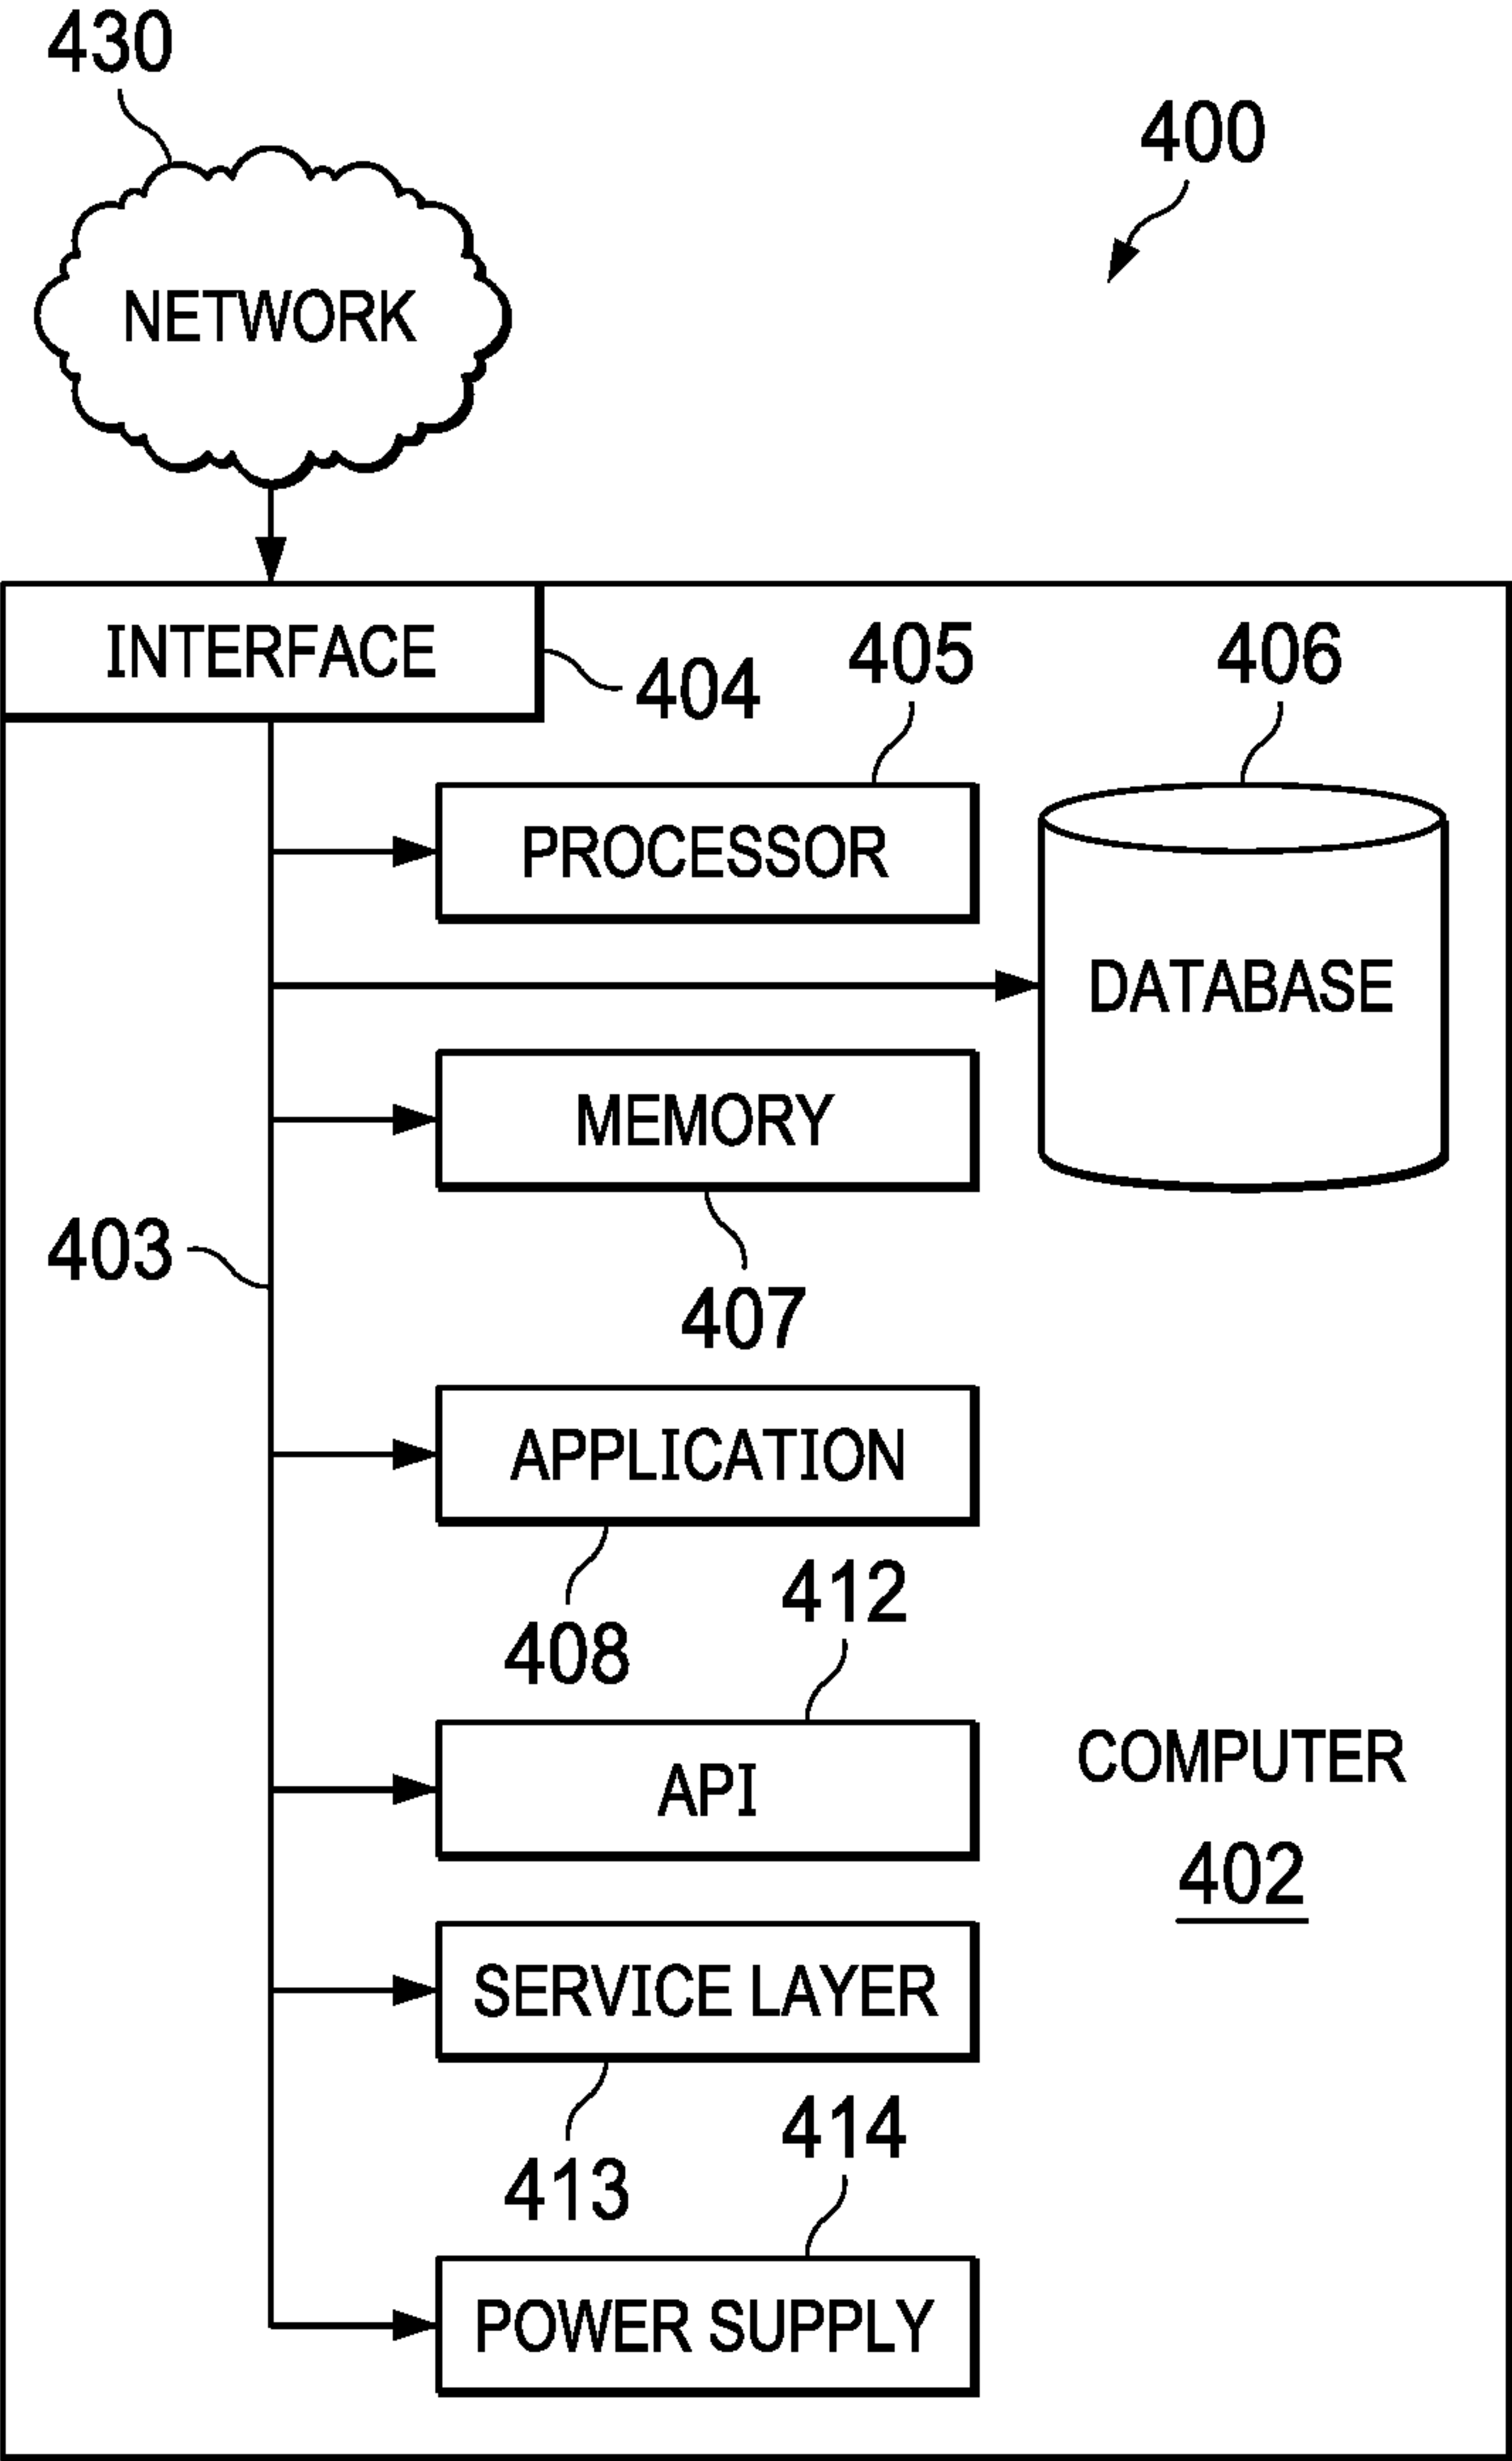 430
400
NETWORK
INTERFACE
404
405
406
PROCESSOR
DATABASE
MEMORY
403
407
APPLICATION
408
412
API
COMPUTER
402
SERVICE LAYER
413
414
POWER SUPPLY